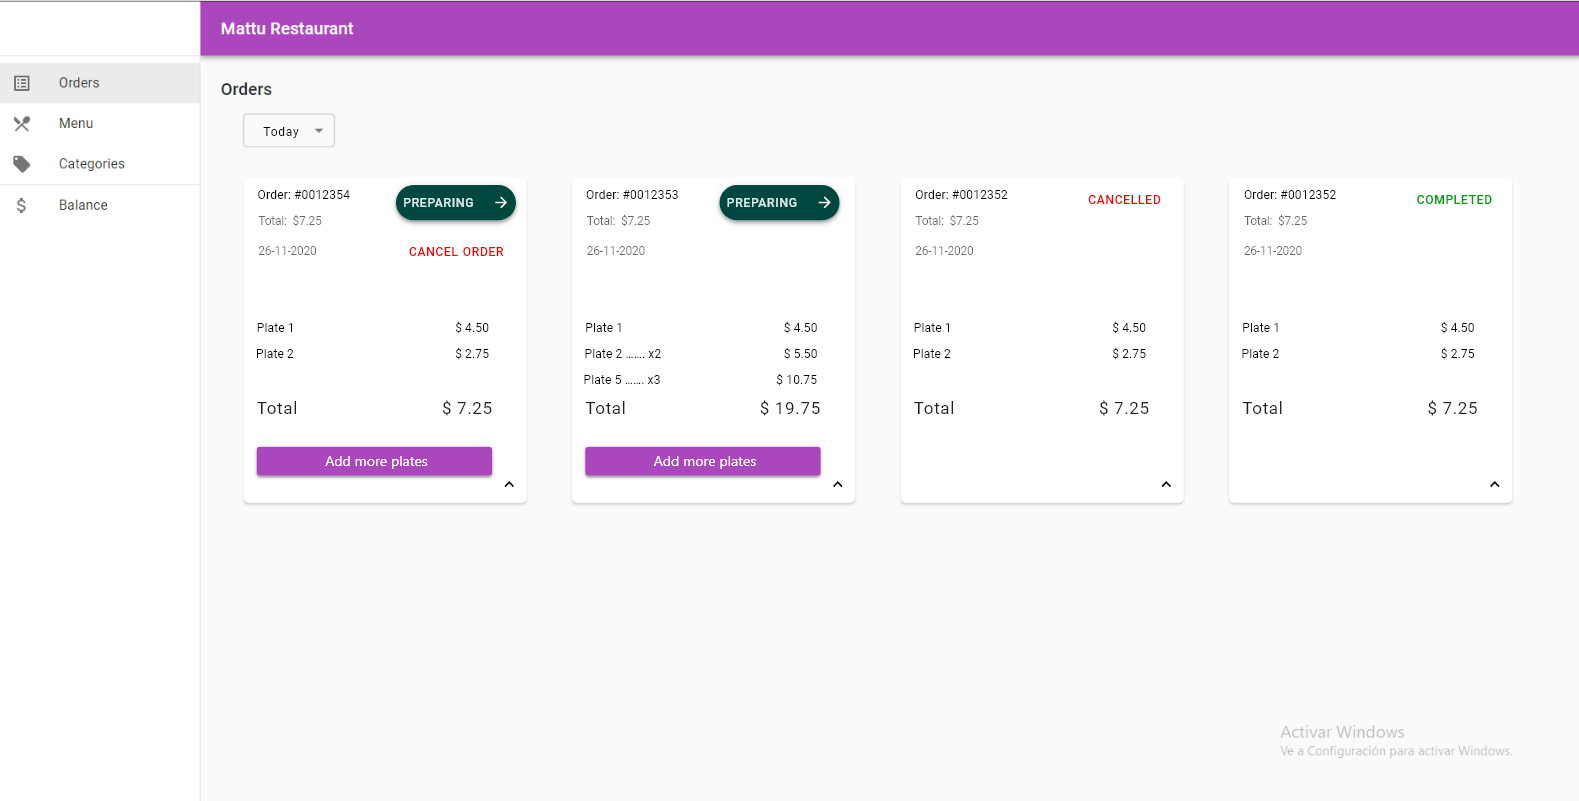 Mattu Restaurant
Orders
Menu
Categories
Balance
Orders
Today
Order: #0012354
PREPARING
Total: $7.25
26-11-2020
CANCEL ORDER
Plate 1 $ 4.50
Plate 2 $ 2.75
Total $ 7.25
Add more plates
Order: #0012353
PREPARING
Total: $7.25
26-11-2020
Plate 1 $ 4.50
Plate 2 ....... x2 $ 5.50
Plate 5 ....... x3 $ 10.75
Total $ 19.75
Add more plates
Order: #0012352
CANCELLED
Total: $7.25
26-11-2020
Plate 1 $ 4.50
Plate 2 $ 2.75
Total $ 7.25
Order: #0012352
COMPLETED
Total: $7.25
26-11-2020
Plate 1 $ 4.50
Plate 2 $ 2.75
Total $ 7.25
Activar Windows
Ve a Configuración para activar Windows.